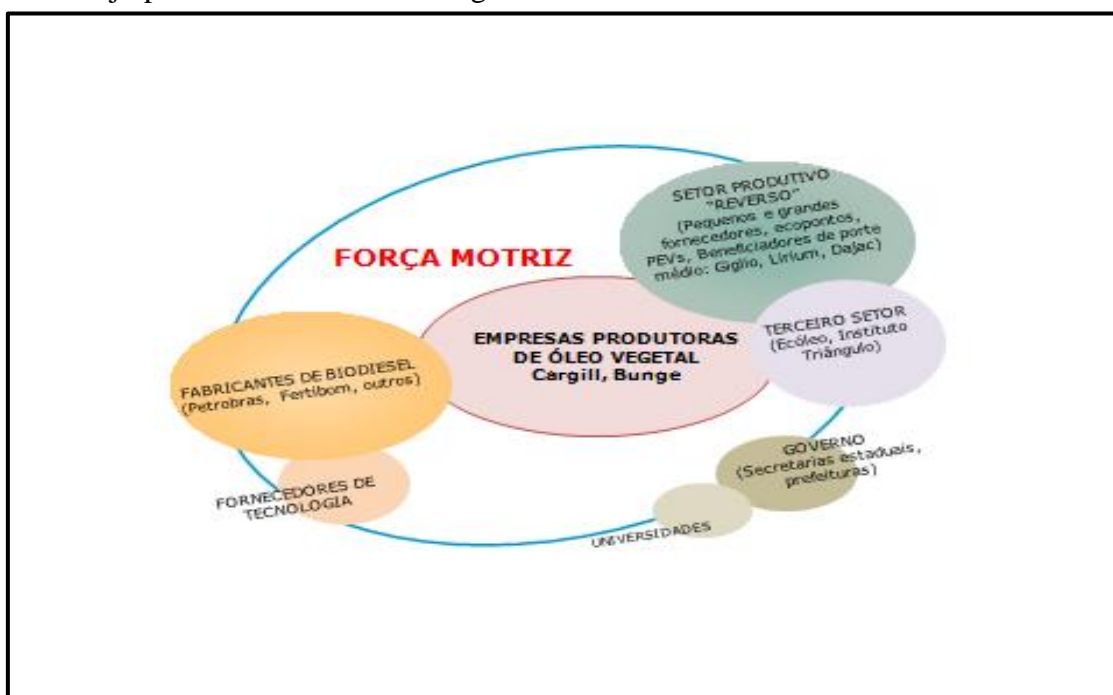 SETOR PRODUTIVO
"REVERSO"
(Pequenos e grandes
fornecedores, ecopontos,
PEVs, Beneficiadores de porte
médio: Giglio, Lirium, Dajac)
FORÇA MOTRIZ
TERCEIRO SETOR
(Ecóleo, Instituto
Triângulo)
EMPRESAS PRODUTORAS
DE ÓLEO VEGETAL
Cargill, Bunge
FABRICANTES DE BIODIESEL
(Petrobras, Fertibom, outros)
GOVERNO
(Secretarias estaduais,
prefeituras)
FORNECEDORES DE
TECNOLOGIA
UNIVERSIDADES